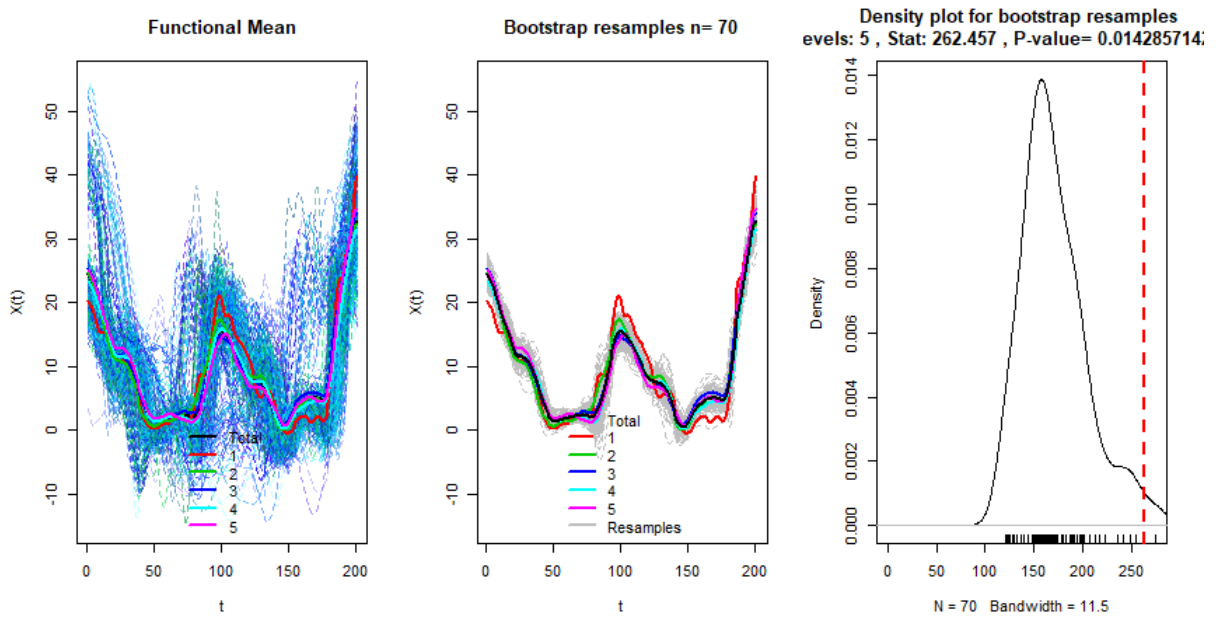 Functional Mean
X(t)
50
40
30
20
10
0
-10
Total
1
2
3
4
5
0 50 100 150 200
t
Bootstrap resamples n= 70
X(t)
50
40
30
20
10
0
-10
Total
1
2
3
4
5
Resamples
0 50 100 150 200
t
Density plot for bootstrap resamples
evels: 5 , Stat: 262.457 , P-value= 0.014285714
Density
0.014
0.012
0.010
0.008
0.006
0.004
0.002
0.000
0 50 100 150 200 250
N = 70 Bandwidth = 11.5